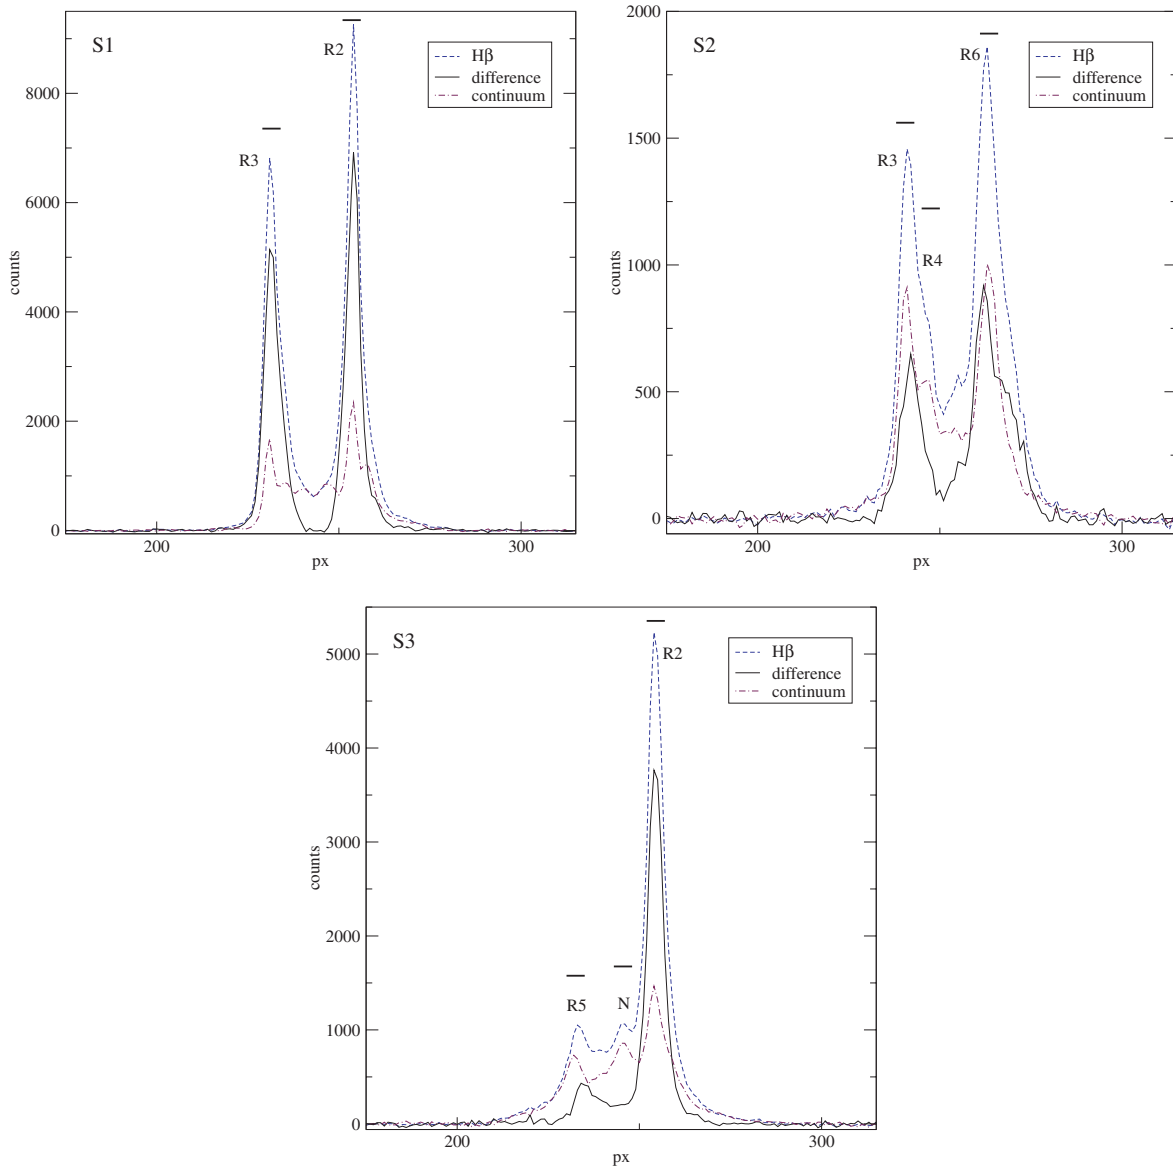 S1
R2
R3
Hβ
difference
continuum
8000
6000
4000
2000
0
counts
200
300
px
S2
R6
R3
R4
Hβ
difference
continuum
2000
1500
1000
500
0
counts
200
300
px
S3
R2
R5
N
Hβ
difference
continuum
5000
4000
3000
2000
1000
0
counts
200
300
px